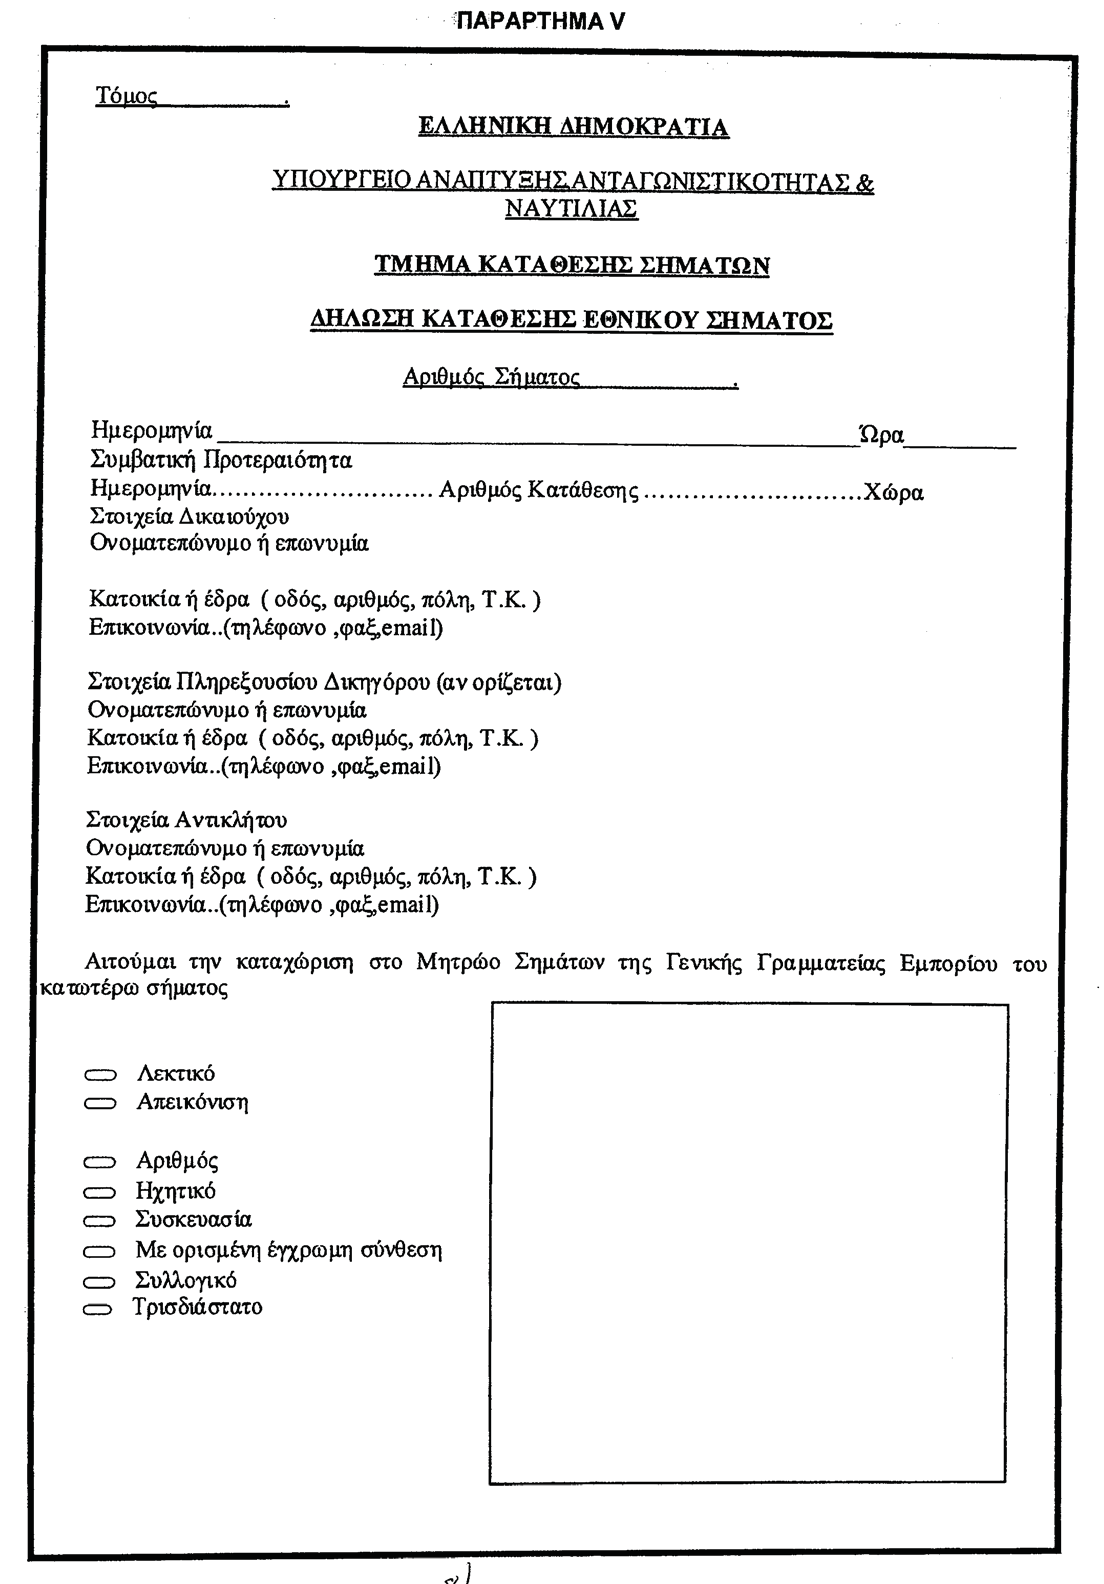 ΠΑΡΑΡΤΗΜΑ V
Τόμος____________.
ΕΛΛΗΝΙΚΗ ΔΗΜΟΚΡΑΤΙΑ
ΥΠΟΥΡΓΕΙΟ ΑΝΑΠΤΥΞΗΣ,ΑΝΤΑΓΩΝΙΣΤΙΚΟΤΗΤΑΣ &
ΝΑΥΤΙΛΙΑΣ
ΤΜΗΜΑ ΚΑΤΑΘΕΣΗΣ ΣΗΜΑΤΩΝ
ΔΗΛΩΣΗ ΚΑΤΑΘΕΣΗΣ ΕΘΝΙΚΟΥ ΣΗΜΑΤΟΣ
Αριθμός Σήματος______________.
Ημερομηνία ______________________________ Ώρα__________
Συμβατική Προτεραιότητα
Ημερομηνία............................ Αριθμός Κατάθεσης ............................Χώρα
Στοιχεία Δικαιούχου
Ονοματεπώνυμο ή επωνυμία
Κατοικία ή έδρα ( οδός, αριθμός, πόλη, Τ.Κ. )
Επικοινωνία..(τηλέφωνο ,φαξ,email)
Στοιχεία Πληρεξουσίου Δικηγόρου (αν ορίζεται)
Ονοματεπώνυμο ή επωνυμία
Κατοικία ή έδρα ( οδός, αριθμός, πόλη, Τ.Κ. )
Επικοινωνία..(τηλέφωνο ,φαξ,email)
Στοιχεία Αντικλήτου
Ονοματεπώνυμο ή επωνυμία
Κατοικία ή έδρα ( οδός, αριθμός, πόλη, Τ.Κ. )
Επικοινωνία..(τηλέφωνο ,φαξ,email)
Αιτούμαι την καταχώριση στο Μητρώο Σημάτων της Γενικής Γραμματείας Εμπορίου του
κατωτέρω σήματος
Λεκτικό
Απεικόνιση
Αριθμός
Ηχητικό
Συσκευασία
Με ορισμένη έγχρωμη σύνθεση
Συλλογικό
Τρισδιάστατο